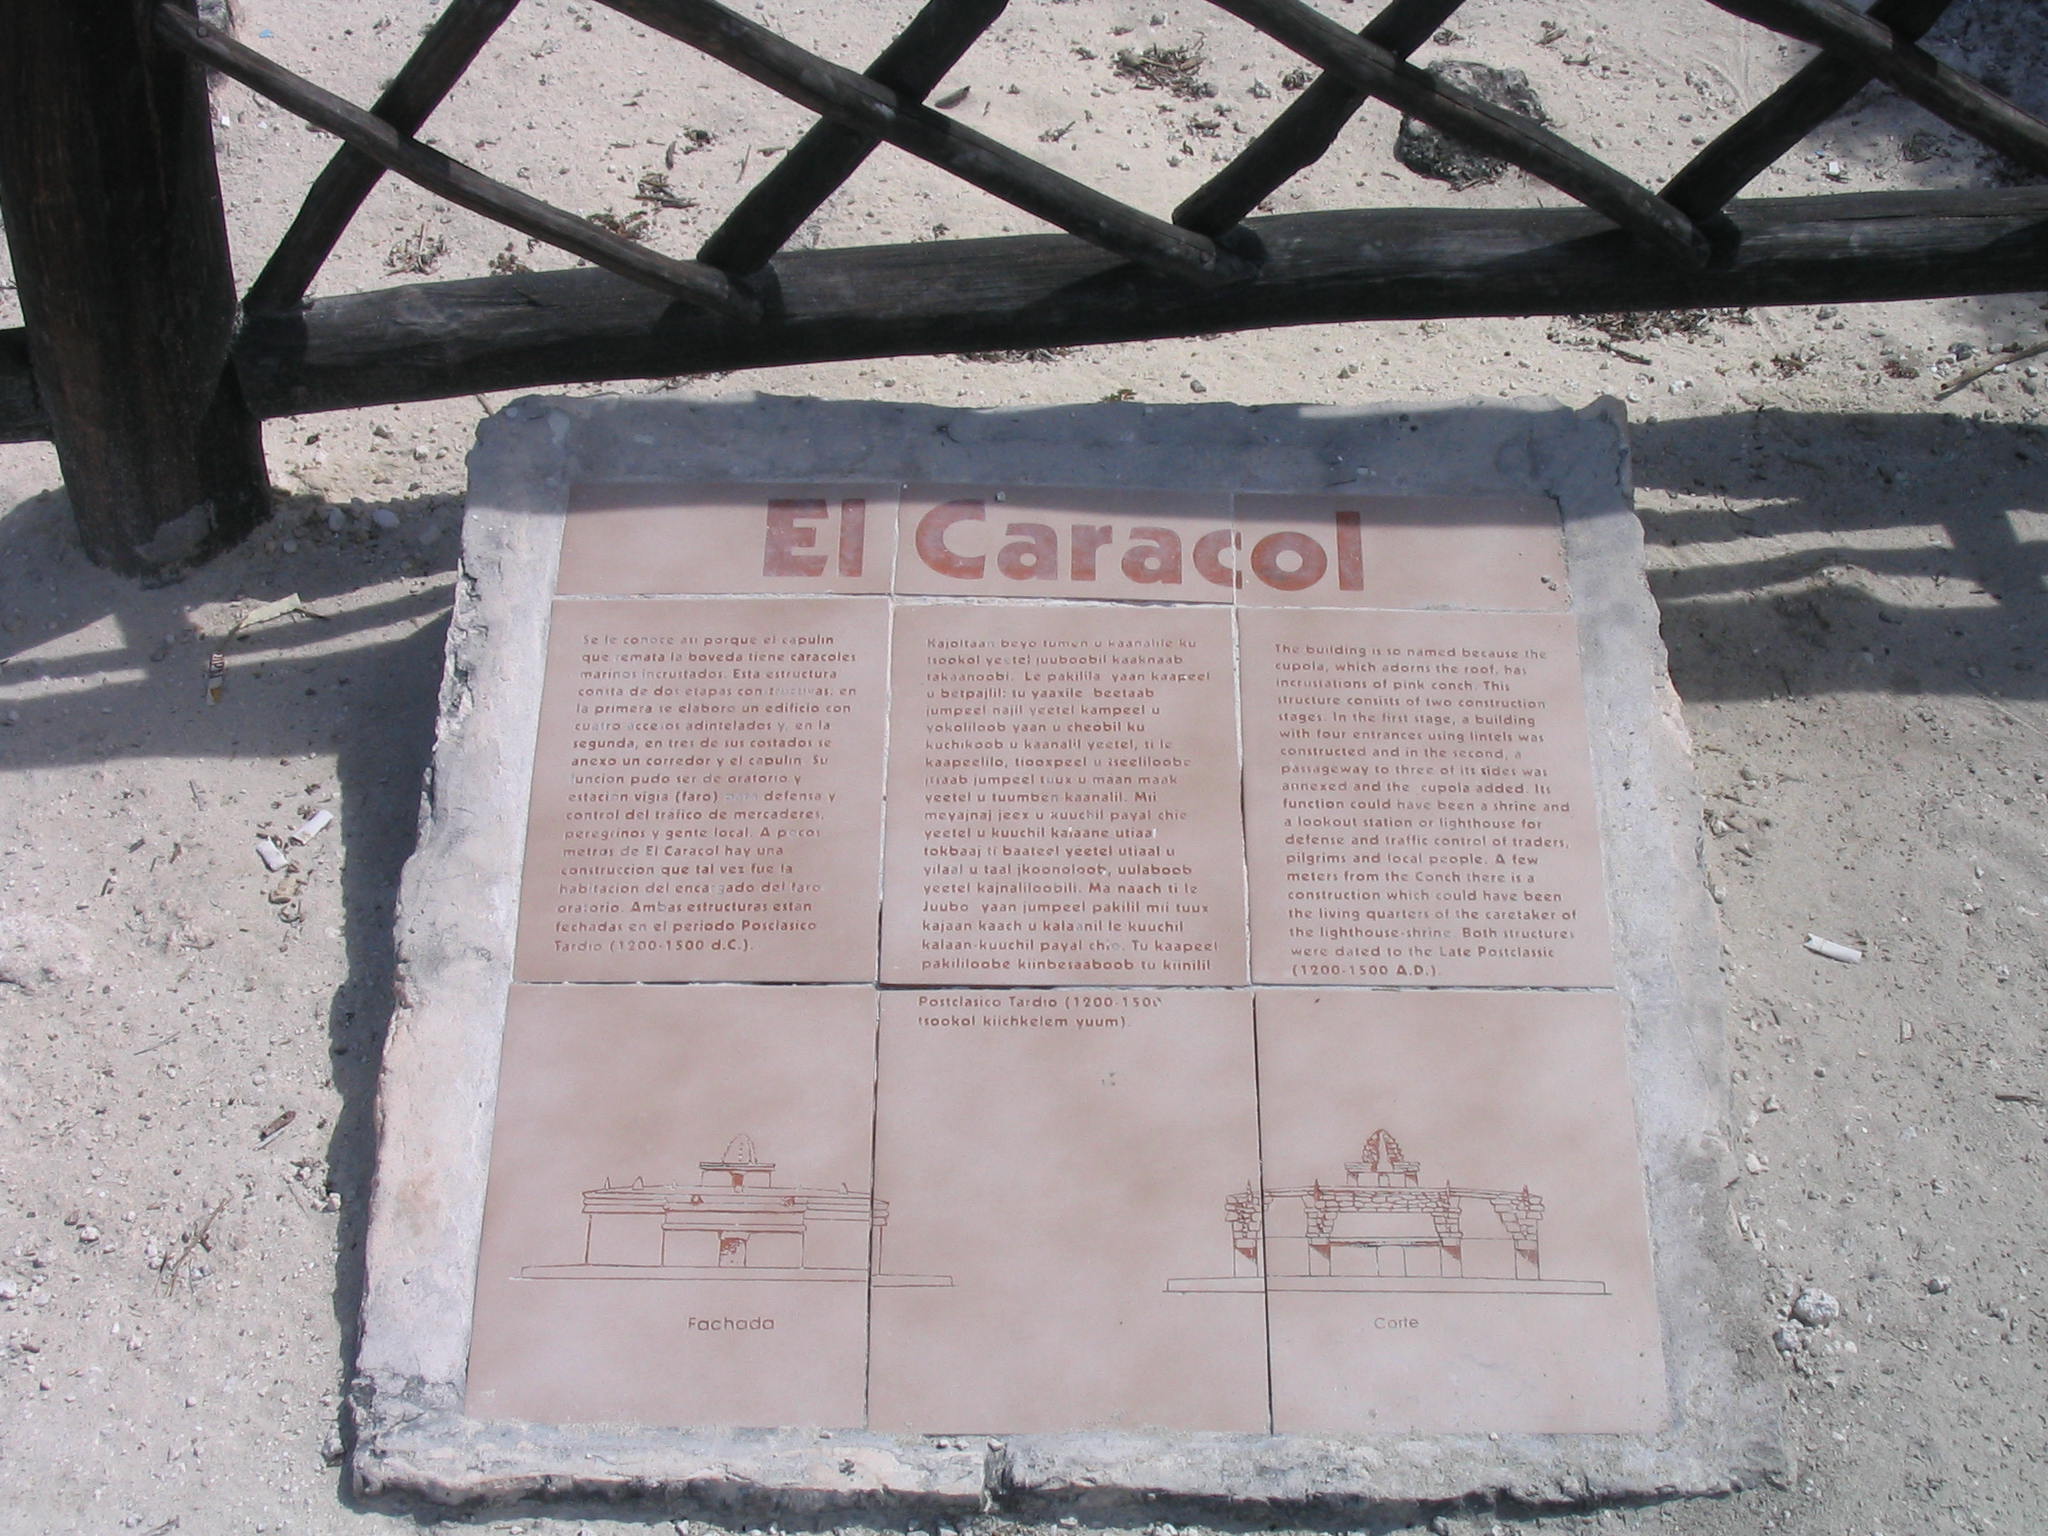 El Caracol
Se le conoce asi porque el capulin
que remata la boveda tiene caracoles
marinos incrustados. Esta estructura
consta de dos etapas constructivas; en
la primera se elaboro un edificio con
cuatro accesos adintelados y, en la
segunda, en tres de sus costados se
anexo un corredor y el capulin. Su
funcion pudo ser de oratorio y
estacion vigia (faro) para defensa y
control del tráfico de mercaderes,
peregrinos y gente local. A pocos
metros de El Caracol hay una
construccion que tal vez fue la
habitacion del encargado del faro
oratorio. Ambas estructuras estan
fechadas en el periodo Posclasico
Tardio (1200-1500 d.C.).
Kajoltaan beyo tumen u kaanalile ku
tsookol yeetel juuboobil kaaknaab
takaanoobi. Le pakilila yaan kaapeel
u betpajlil: tu yaaxile beetaab
jumpeel najil yeetel kampeel u
yokoliloob yaan u cheobil ku
kuchikoob u kaanalil yeetel, ti le
kaapeelilo, tiooxpeel u tseeliloobe
jtsaab jumpeel tuux u maan maak
yeetel u tuumben kaanalil. Mii
meyajnaj jeex u kuuchil payal chie
yeetel u kuuchil kalaane utiaal
tokbaaj ti baateel yeetel utiaal u
yilaal u taal jkoonoloob, uulaboob
yeetel kajnaliloobili. Ma naach ti le
Juubo yaan jumpeel pakilil mii tuux
kajaan kaach u kalaanil le kuuchil
kalaan-kuuchil payal chie. Tu kaapeel
pakililoobe kiinbesaaboob tu kiinilil
Postclasico Tardio (1200-1500
tsookol kiichkelem yuum).
The building is so named because the
cupola, which adorns the roof, has
incrustations of pink conch. This
structure consists of two construction
stages. In the first stage, a building
with four entrances using lintels was
constructed and in the second, a
passageway to three of its sides was
annexed and the cupola added. Its
function could have been a shrine and
a lookout station or lighthouse for
defense and traffic control of traders,
pilgrims and local people. A few
meters from the Conch there is a
construction which could have been
the living quarters of the caretaker of
the lighthouse-shrine. Both structures
were dated to the Late Postclassic
(1200-1500 A.D.).
Fachada
Corte